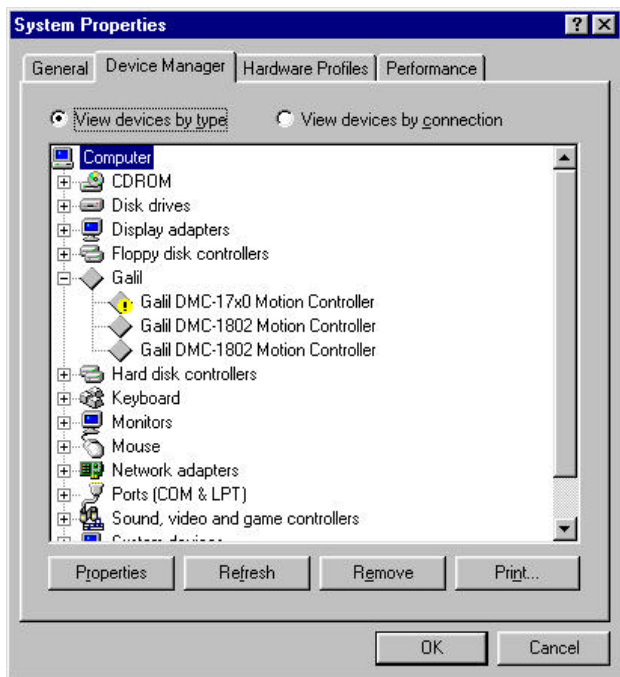 System Properties
General Device Manager Hardware Profiles Performance
View devices by type View devices by connection
Computer
CDROM
Disk drives
Display adapters
Floppy disk controllers
Galil
Galil DMC-17x0 Motion Controller
Galil DMC-1802 Motion Controller
Galil DMC-1802 Motion Controller
Hard disk controllers
Keyboard
Monitors
Mouse
Network adapters
Ports (COM & LPT)
Sound, video and game controllers
Properties Refresh Remove Print...
OK Cancel